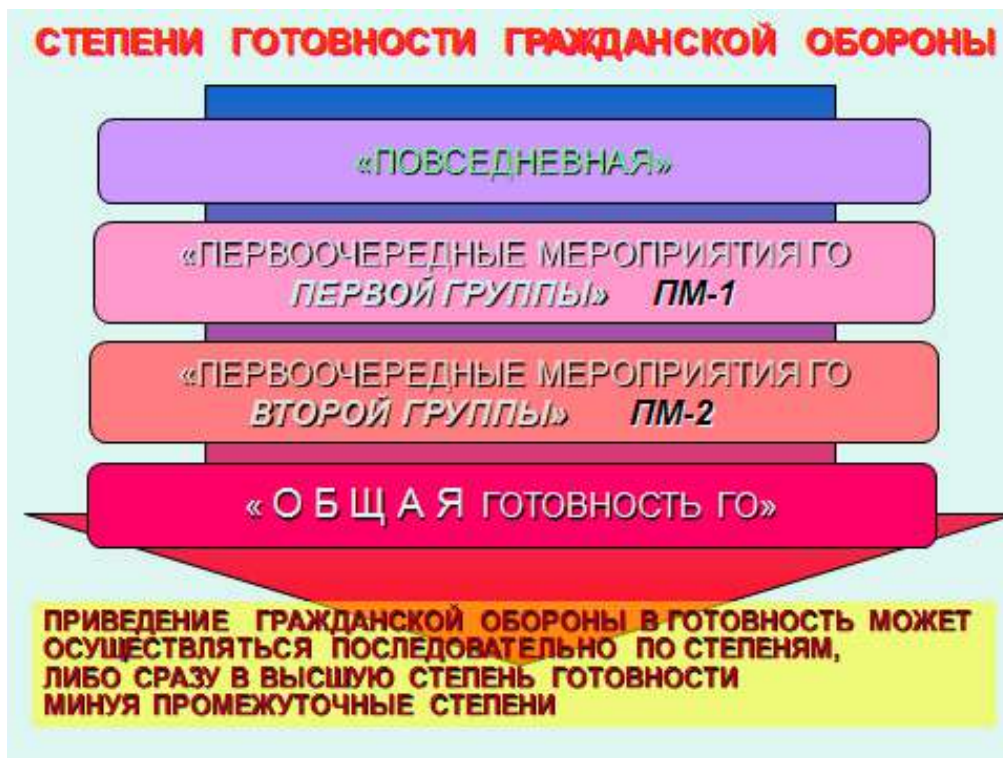 СТЕПЕНИ ГОТОВНОСТИ ГРАЖДАНСКОЙ ОБОРОНЫ
«ПОВСЕДНЕВНАЯ»
«ПЕРВООЧЕРЕДНЫЕ МЕРОПРИЯТИЯ ГО
ПЕРВОЙ ГРУППЫ» ПМ-1
«ПЕРВООЧЕРЕДНЫЕ МЕРОПРИЯТИЯ ГО
ВТОРОЙ ГРУППЫ» ПМ-2
« О Б Щ А Я ГОТОВНОСТЬ ГО»
ПРИВЕДЕНИЕ ГРАЖДАНСКОЙ ОБОРОНЫ В ГОТОВНОСТЬ МОЖЕТ
ОСУЩЕСТВЛЯТЬСЯ ПОСЛЕДОВАТЕЛЬНО ПО СТЕПЕНЯМ,
ЛИБО СРАЗУ В ВЫСШУЮ СТЕПЕНЬ ГОТОВНОСТИ
МИНУЯ ПРОМЕЖУТОЧНЫЕ СТЕПЕНИ